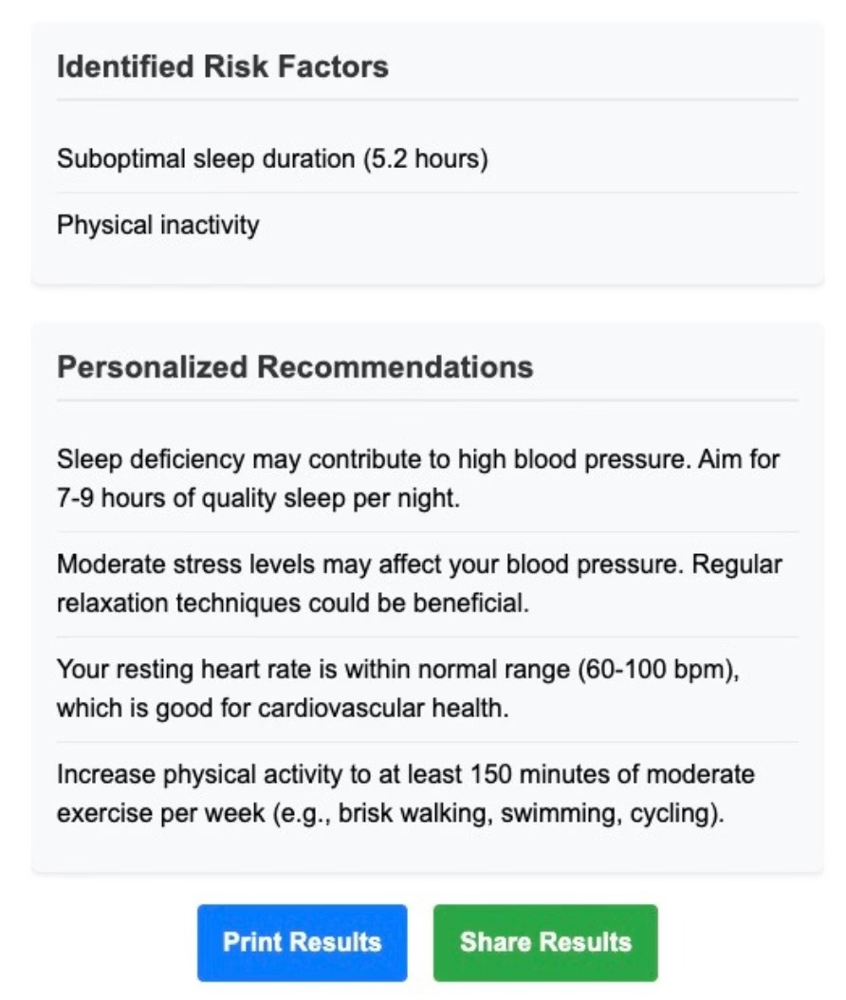 Identified Risk Factors
Suboptimal sleep duration (5.2 hours)
Physical inactivity
Personalized Recommendations
Sleep deficiency may contribute to high blood pressure. Aim for
7-9 hours of quality sleep per night.
Moderate stress levels may affect your blood pressure. Regular
relaxation techniques could be beneficial.
Your resting heart rate is within normal range (60-100 bpm),
which is good for cardiovascular health.
Increase physical activity to at least 150 minutes of moderate
exercise per week (e.g., brisk walking, swimming, cycling).
Print Results
Share Results